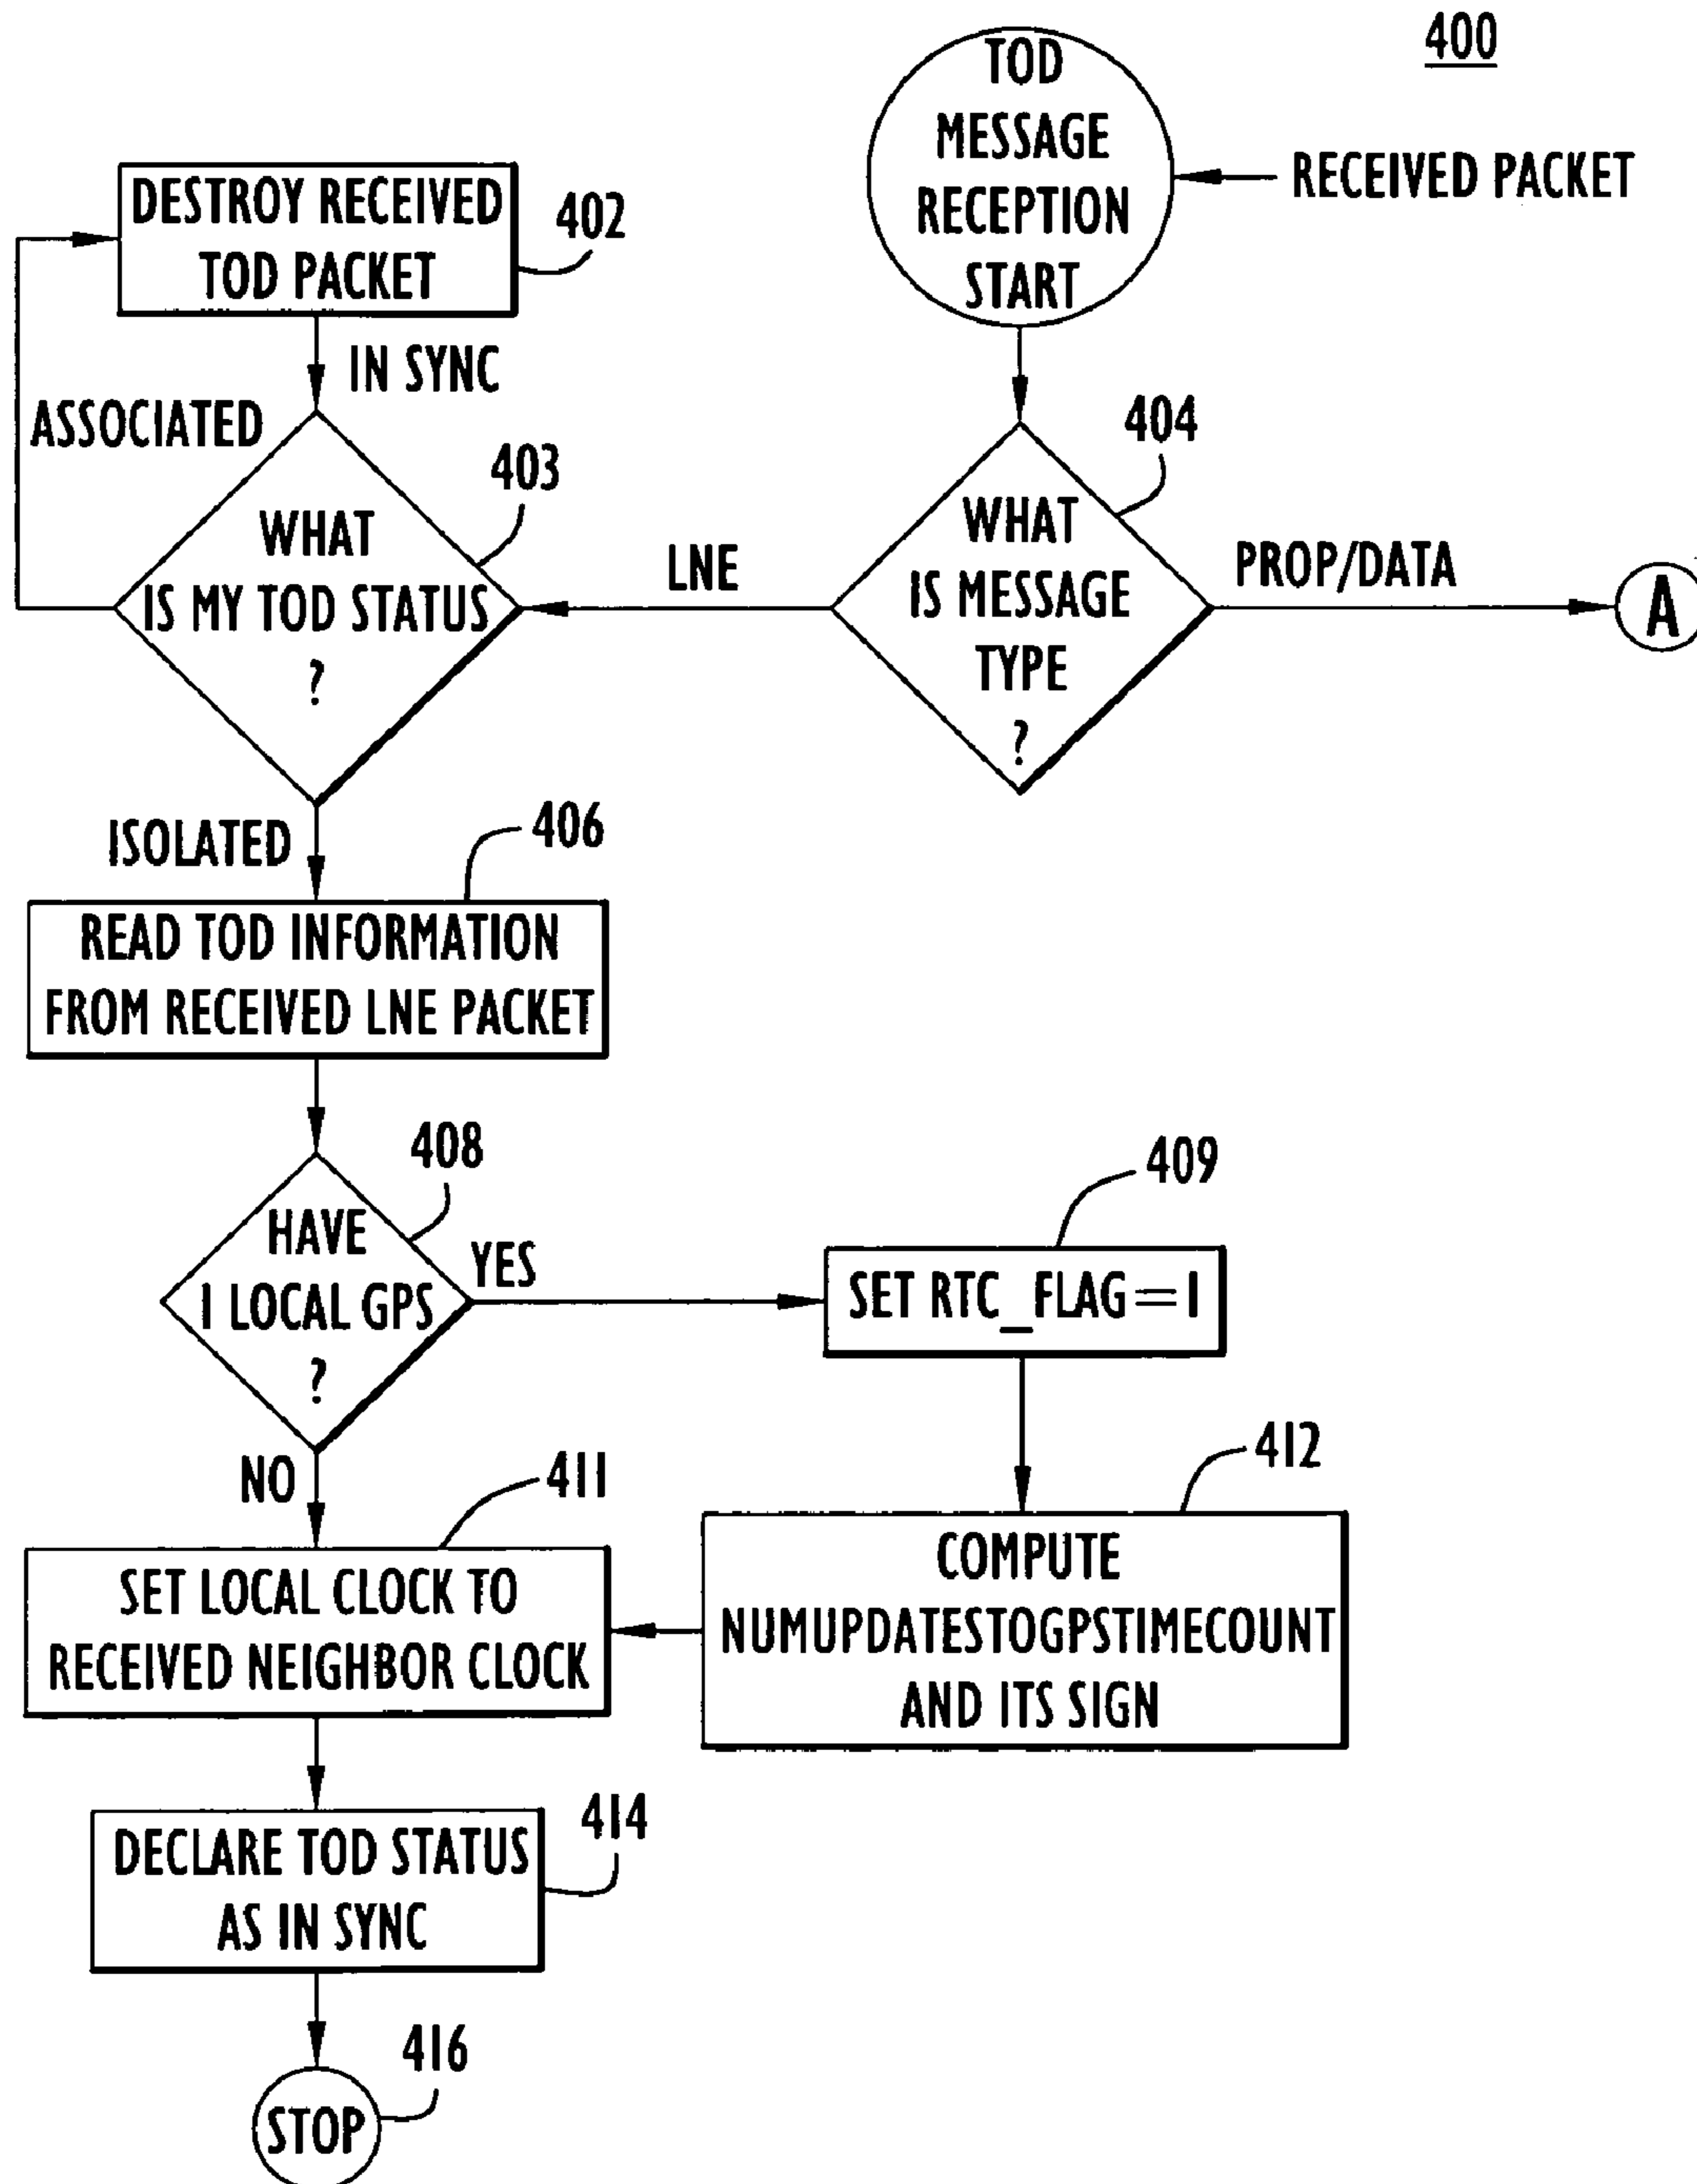 400
TOD
MESSAGE
RECEPTION
START
RECEIVED PACKET
DESTROY RECEIVED
TOD PACKET
402
IN SYNC
ASSOCIATED
403
WHAT
IS MY TOD STATUS
?
LNE
404
WHAT
IS MESSAGE
TYPE
?
PROP/DATA
A
ISOLATED
406
READ TOD INFORMATION
FROM RECEIVED LNE PACKET
408
HAVE
I LOCAL GPS
?
YES
409
SET RTC_FLAG=1
NO
411
SET LOCAL CLOCK TO
RECEIVED NEIGHBOR CLOCK
412
COMPUTE
NUMUPDATESTOGPSTIMECOUNT
AND ITS SIGN
DECLARE TOD STATUS
AS IN SYNC
414
STOP
416